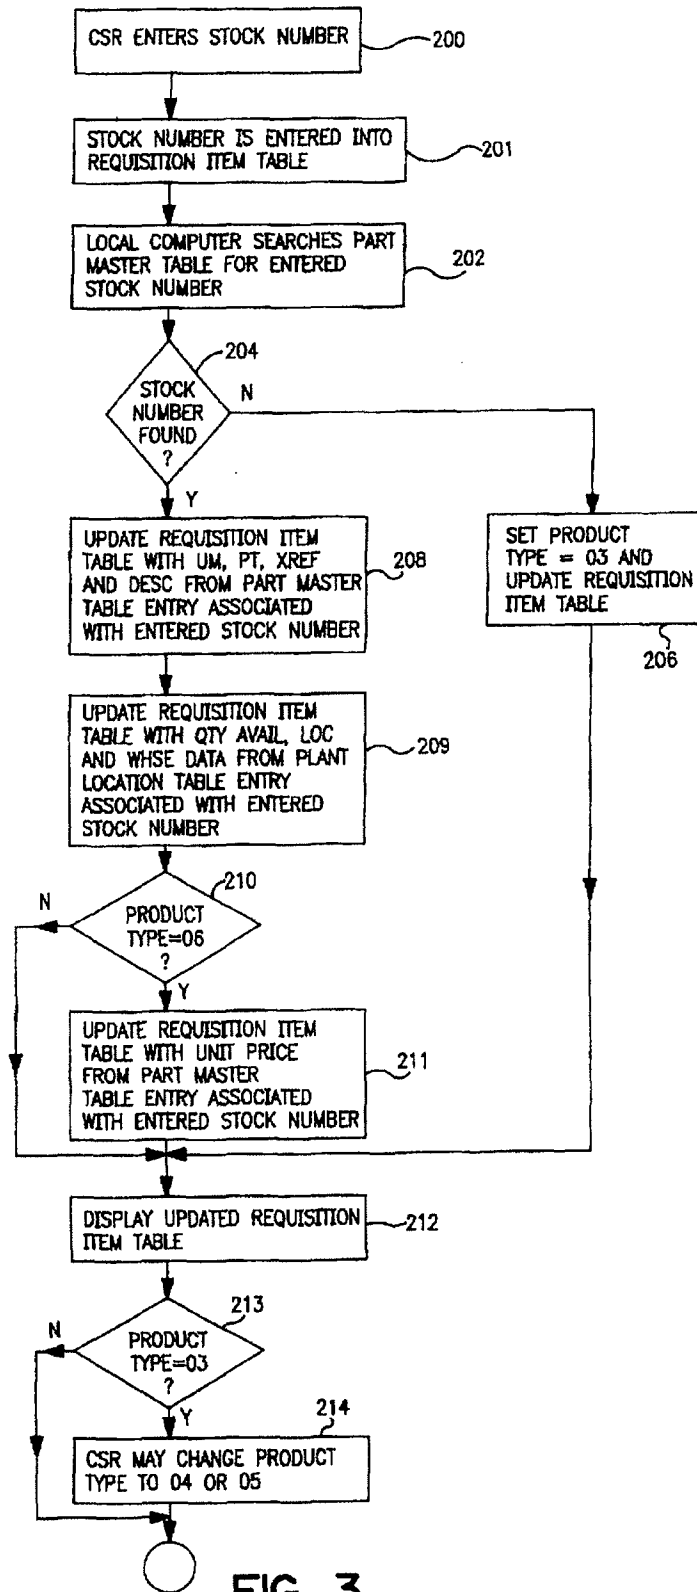 CSR ENTERS STOCK NUMBER
200
STOCK NUMBER IS ENTERED INTO
REQUISITION ITEM TABLE
201
LOCAL COMPUTER SEARCHES PART
MASTER TABLE FOR ENTERED
STOCK NUMBER
202
204
STOCK
NUMBER
FOUND
?
N
Y
UPDATE REQUISITION ITEM
TABLE WITH UM, PT, XREF
AND DESC FROM PART MASTER
TABLE ENTRY ASSOCIATED
WITH ENTERED STOCK NUMBER
208
SET PRODUCT
TYPE = 03 AND
UPDATE REQUISITION
ITEM TABLE
206
UPDATE REQUISITION ITEM
TABLE WITH QTY AVAIL, LOC
AND WHSE DATA FROM PLANT
LOCATION TABLE ENTRY
ASSOCIATED WITH ENTERED
STOCK NUMBER
209
210
N
PRODUCT
TYPE=06
?
Y
UPDATE REQUISITION ITEM
TABLE WITH UNIT PRICE
FROM PART MASTER
TABLE ENTRY ASSOCIATED
WITH ENTERED STOCK NUMBER
211
DISPLAY UPDATED REQUISITION
ITEM TABLE
212
213
N
PRODUCT
TYPE=03
?
Y
214
CSR MAY CHANGE PRODUCT
TYPE TO 04 OR 05
FIG. 3